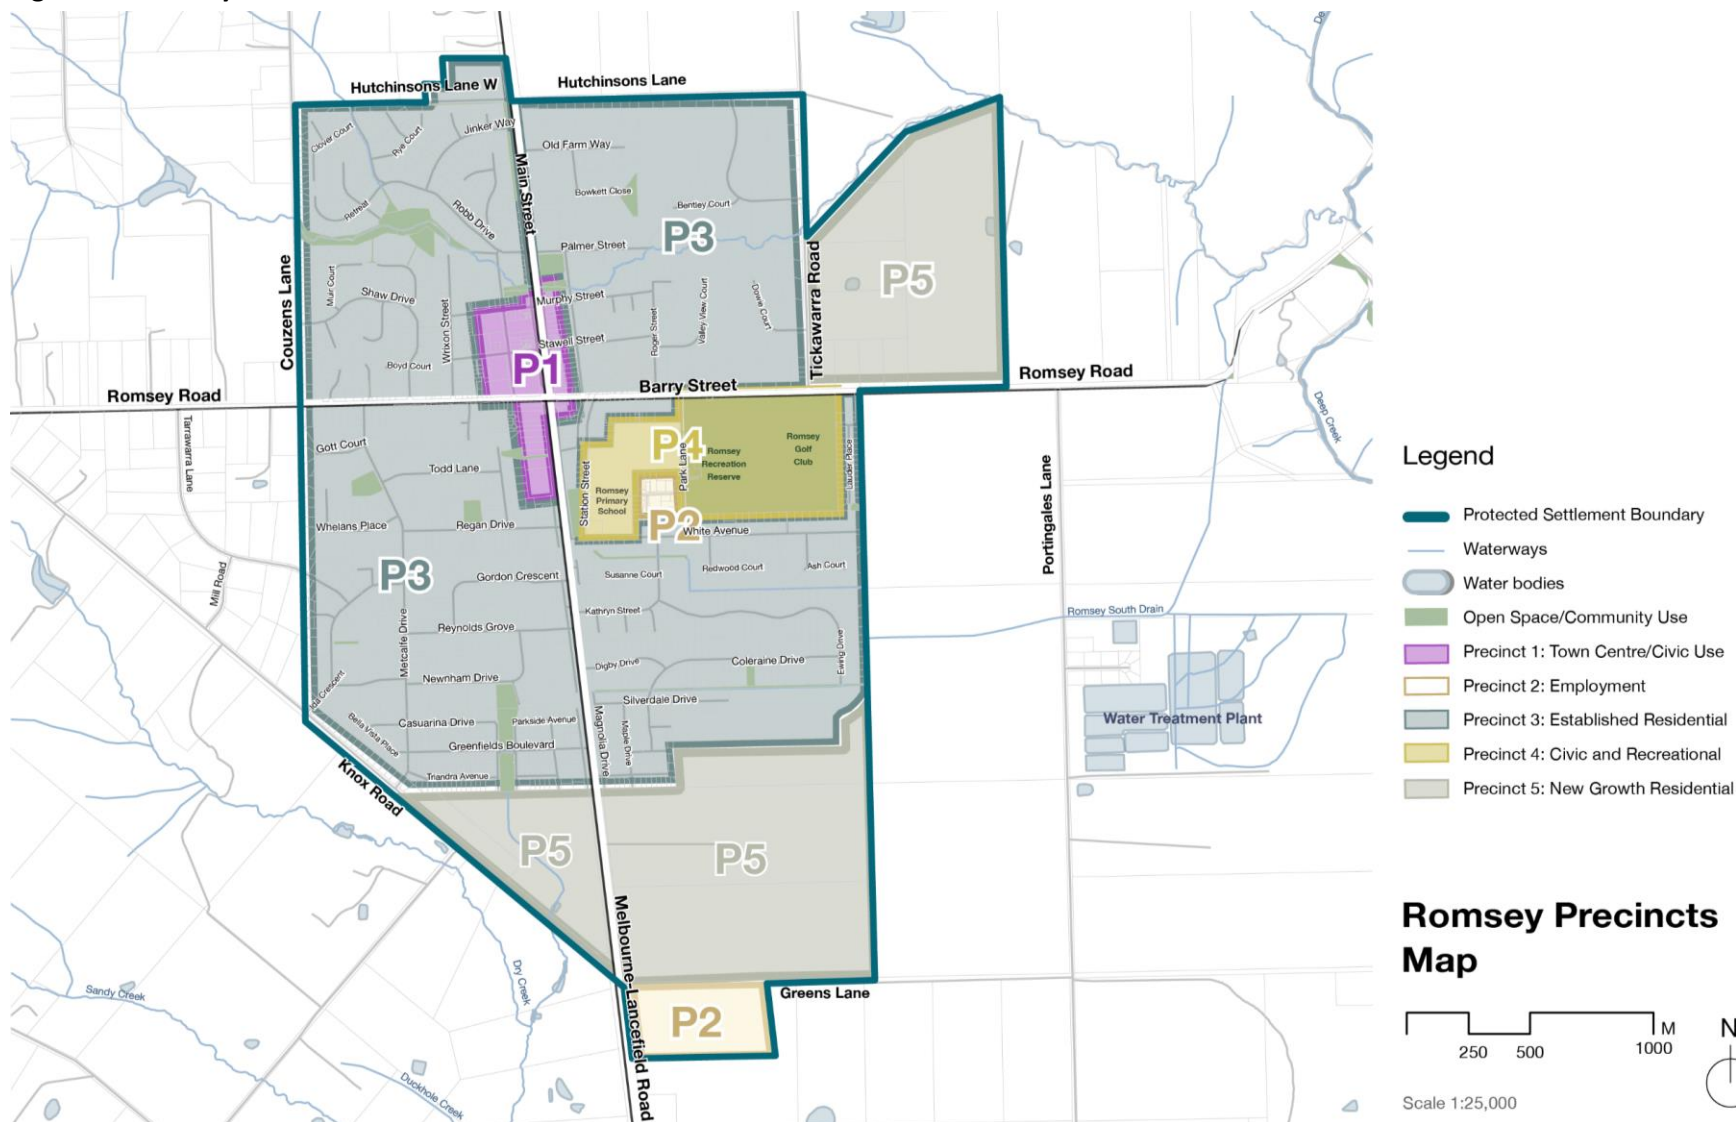 Hutchinsons Lane W
Hutchinsons Lane
Clover Court
Rye Court
Jinker Way
Old Farm Way
Main Street
Bowkett Close
Retreat
Robb Drive
Bentley Court
P3
Palmer Street
Couzens Lane
Muir Court
Shaw Drive
Wrixon Street
Murphy Street
Stawell Street
Roger Street
Valley View Court
Dowie Court
Tickawarra Road
P5
Boyd Court
P1
Barry Street
Romsey Road
Romsey Road
Tarrawarra Lane
Gott Court
Todd Lane
Station Street
P4
Park Lane
Romsey
Recreation
Reserve
Romsey
Golf
Club
Lauder Place
Deep Creek
Portingales Lane
Romsey
Primary
School
P2
White Avenue
Whelans Place
Regan Drive
P3
Mill Road
Gordon Crescent
Susanne Court
Redwood Court
Ash Court
Kathryn Street
Romsey South Drain
Metcalfe Drive
Reynolds Grove
Digby Drive
Coleraine Drive
Ewing Drive
Newnham Drive
Ida Crescent
Silverdale Drive
Bella Vista Place
Casuarina Drive
Parkside Avenue
Magnolia Drive
Maple Drive
Water Treatment Plant
Greenfields Boulevard
Triandra Avenue
Knox Road
P5
P5
Melbourne-Lancefield Road
Dry Creek
Sandy Creek
Greens Lane
P2
Duckhole Creek
Legend
Protected Settlement Boundary
Waterways
Water bodies
Open Space/Community Use
Precinct 1: Town Centre/Civic Use
Precinct 2: Employment
Precinct 3: Established Residential
Precinct 4: Civic and Recreational
Precinct 5: New Growth Residential
Romsey Precincts
Map
M
250 500 1000
N
Scale 1:25,000